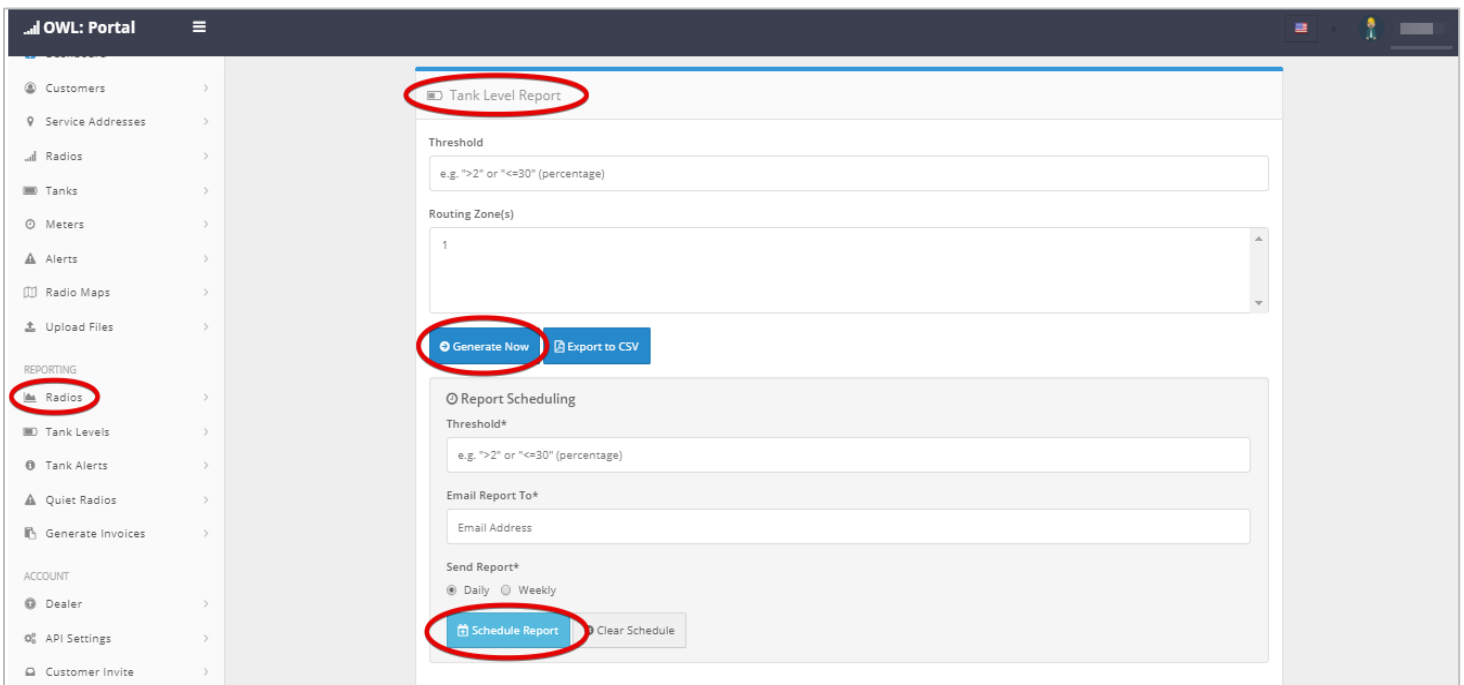 OWL: Portal
Dashboard
Customers
Service Addresses
Radios
Tanks
Meters
Alerts
Radio Maps
Upload Files
REPORTING
Radios
Tank Levels
Tank Alerts
Quiet Radios
Generate Invoices
ACCOUNT
Dealer
API Settings
Customer Invite
Tank Level Report
Threshold
e.g. ">2" or "<=30" (percentage)
Routing Zone(s)
1
Generate Now Export to CSV
Report Scheduling
Threshold*
e.g. ">2" or "<=30" (percentage)
Email Report To*
Email Address
Send Report*
Daily Weekly
Schedule Report Clear Schedule